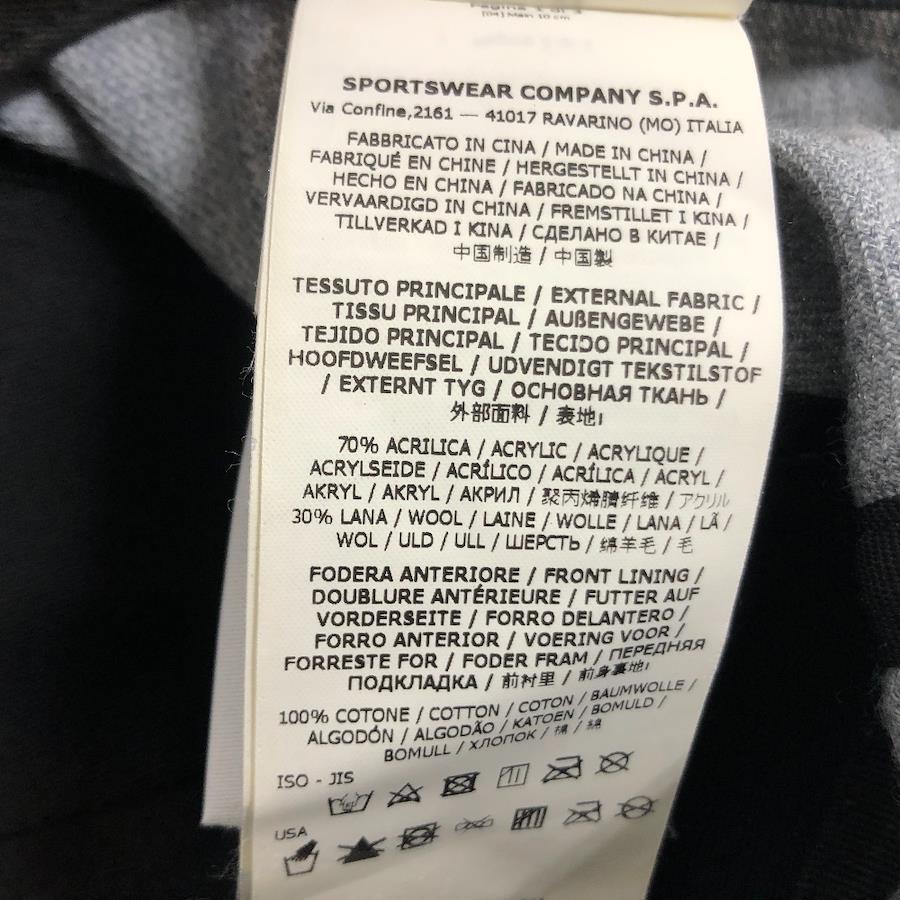 [04] Main 10 cm
SPORTSWEAR COMPANY S.P.A.
Via Confine,2161 — 41017 RAVARINO (MO) ITALIA
FABBRICATO IN CINA / MADE IN CHINA /
FABRIQUÉ EN CHINE / HERGESTELLT IN CHINA /
HECHO EN CHINA / FABRICADO NA CHINA /
VERVAARDIGD IN CHINA / FREMSTILLET I KINA /
TILLVERKAD I KINA / СДЕЛАНО В КИТАЕ /
中国制造 / 中国製
TESSUTO PRINCIPALE / EXTERNAL FABRIC /
TISSU PRINCIPAL / AUßENGEWEBE /
TEJIDO PRINCIPAL / TECIDO PRINCIPAL /
HOOFDWEEFSEL / UDVENDIGT TEKSTILSTOF
/ EXTERNT TYG / ОСНОВНАЯ ТКАНЬ /
外部面料 / 表地
70% ACRILICA / ACRYLIC / ACRYLIQUE /
ACRYLSEIDE / ACRÍLICO / ACRÍLICA / ACRYL /
AKRYL / AKRYL / АКРИЛ / 聚丙烯腈纤维 / アクリル
30% LANA / WOOL / LAINE / WOLLE / LANA / LÃ /
WOL / ULD / ULL / ШЕРСТЬ / 绵羊毛 / 毛
FODERA ANTERIORE / FRONT LINING /
DOUBLURE ANTÉRIEURE / FUTTER AUF
VORDERSEITE / FORRO DELANTERO /
FORRO ANTERIOR / VOERING VOOR /
FORRESTE FOR / FODER FRAM / ПЕРЕДНЯЯ
ПОДКЛАДКА / 前衬里 / 前身裏地
100% COTONE / COTTON / COTON / BAUMWOLLE /
ALGODÓN / ALGODÃO / KATOEN / BOMULD /
BOMULL / ХЛОПОК / 棉 / 綿
ISO - JIS
USA